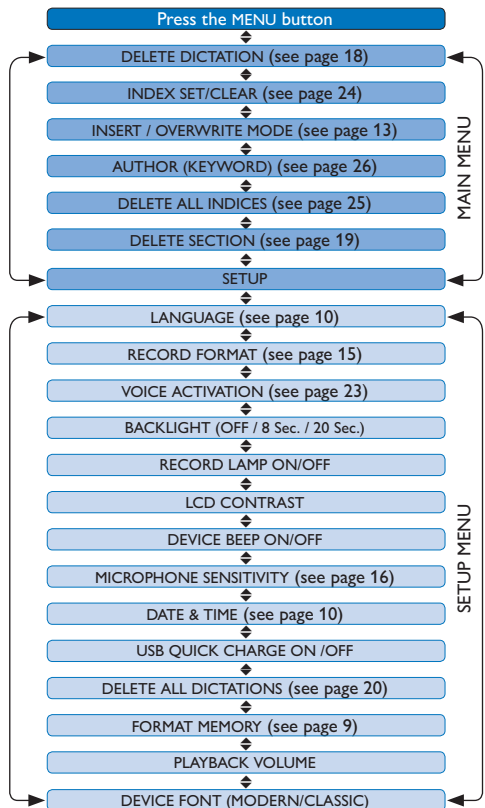 Press the MENU button
DELETE DICTATION (see page 18)
INDEX SET/CLEAR (see page 24)
INSERT / OVERWRITE MODE (see page 13)
AUTHOR (KEYWORD) (see page 26)
DELETE ALL INDICES (see page 25)
DELETE SECTION (see page 19)
SETUP
MAIN MENU
LANGUAGE (see page 10)
RECORD FORMAT (see page 15)
VOICE ACTIVATION (see page 23)
BACKLIGHT (OFF / 8 Sec. / 20 Sec.)
RECORD LAMP ON/OFF
LCD CONTRAST
DEVICE BEEP ON/OFF
MICROPHONE SENSITIVITY (see page 16)
DATE & TIME (see page 10)
USB QUICK CHARGE ON /OFF
DELETE ALL DICTATIONS (see page 20)
FORMAT MEMORY (see page 9)
PLAYBACK VOLUME
DEVICE FONT (MODERN/CLASSIC)
SETUP MENU